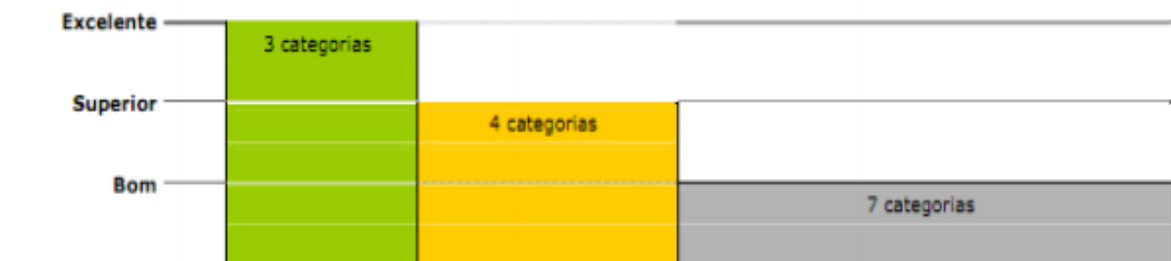 Excelente
3 categorias
Superior
4 categorias
Bom
7 categorias